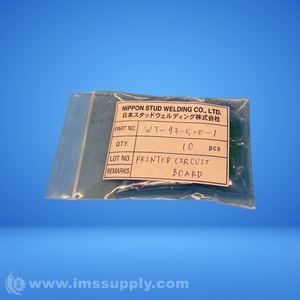 NIPPON STUD WELDING CO., LTD.
日本スタッドウェルディング株式会社
PART NO. WT-93-500-1
QTY. 10 pcs
LOT NO. PRINTED CIRCUIT
REMARKS BOARD
© www.imssupply.com